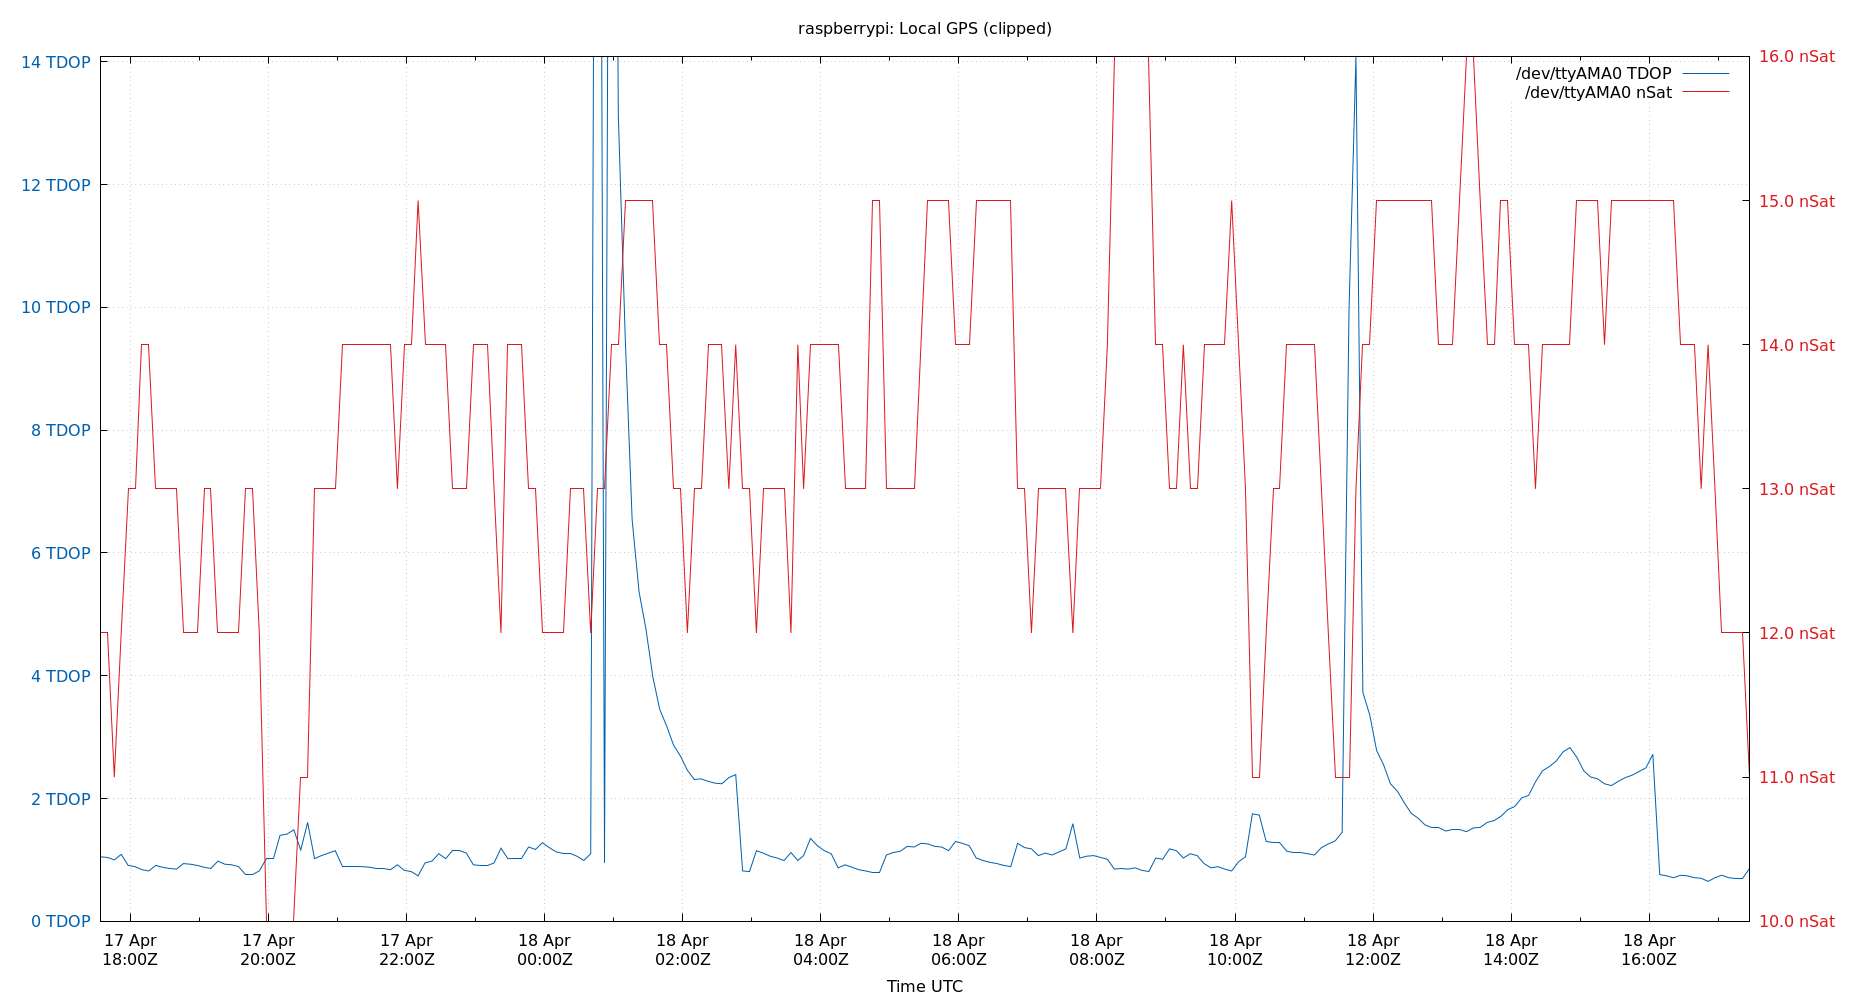 raspberrypi: Local GPS (clipped)
14 TDOP
12 TDOP
10 TDOP
8 TDOP
6 TDOP
4 TDOP
2 TDOP
0 TDOP
16.0 nSat
15.0 nSat
14.0 nSat
13.0 nSat
12.0 nSat
11.0 nSat
10.0 nSat
/dev/ttyAMA0 TDOP
/dev/ttyAMA0 nSat
17 Apr
18:00Z
17 Apr
20:00Z
17 Apr
22:00Z
18 Apr
00:00Z
18 Apr
02:00Z
18 Apr
04:00Z
18 Apr
06:00Z
18 Apr
08:00Z
18 Apr
10:00Z
18 Apr
12:00Z
18 Apr
14:00Z
18 Apr
16:00Z
Time UTC